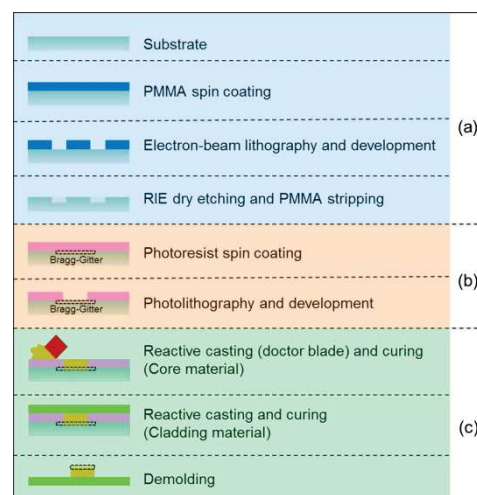 Substrate
PMMA spin coating
(a)
Electron-beam lithography and development
RIE dry etching and PMMA stripping
Photoresist spin coating
Bragg-Gitter
(b)
Photolithography and development
Bragg-Gitter
Reactive casting (doctor blade) and curing
(Core material)
Reactive casting and curing
(Cladding material)
(c)
Demolding